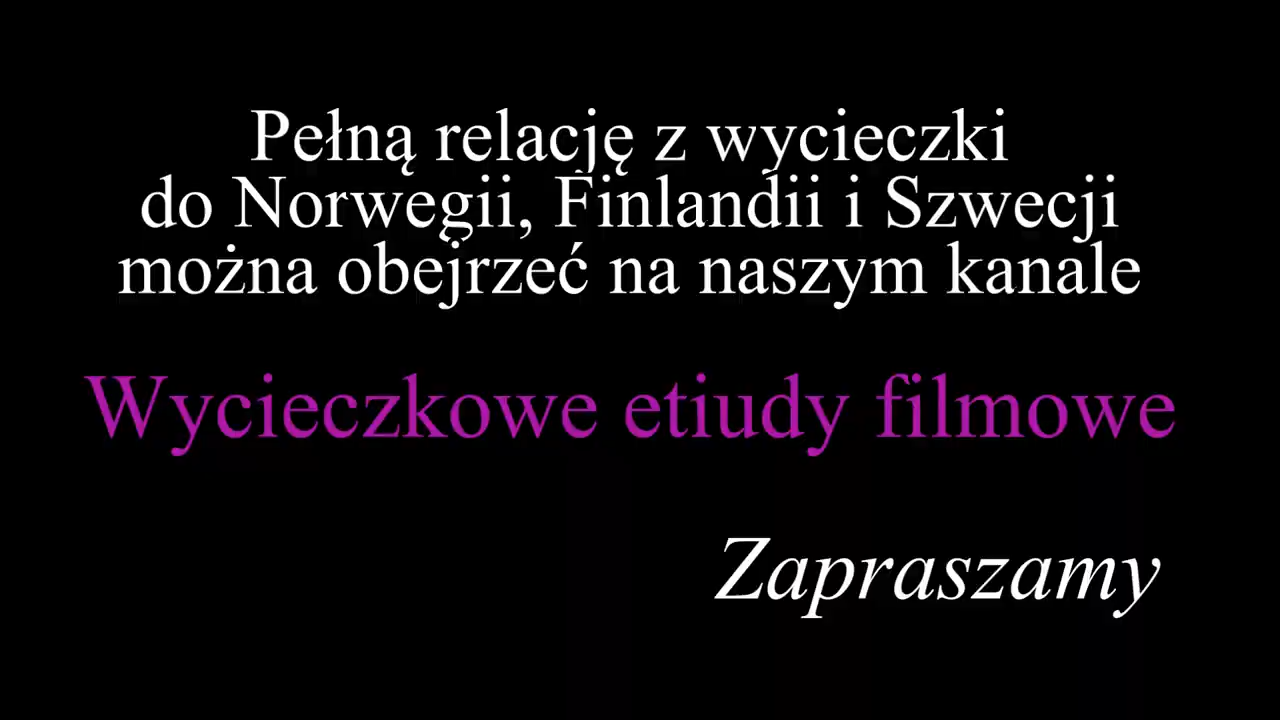 Pełną relację z wycieczki
do Norwegii, Finlandii i Szwecji
można obejrzeć na naszym kanale
Wycieczkowe etiudy filmowe
Zapraszamy